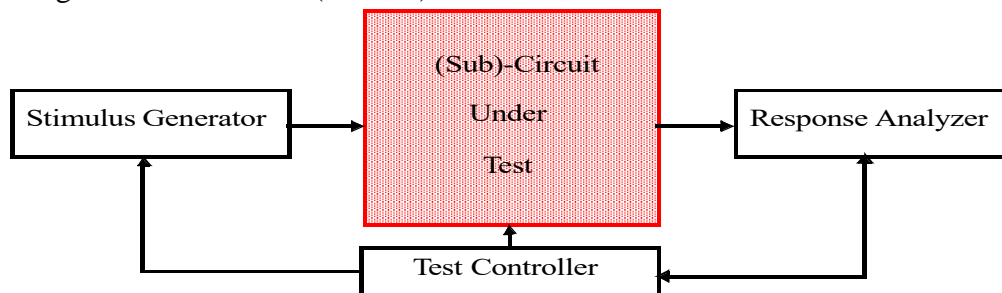 (Sub)-Circuit
Under
Test
Stimulus Generator
Response Analyzer
Test Controller